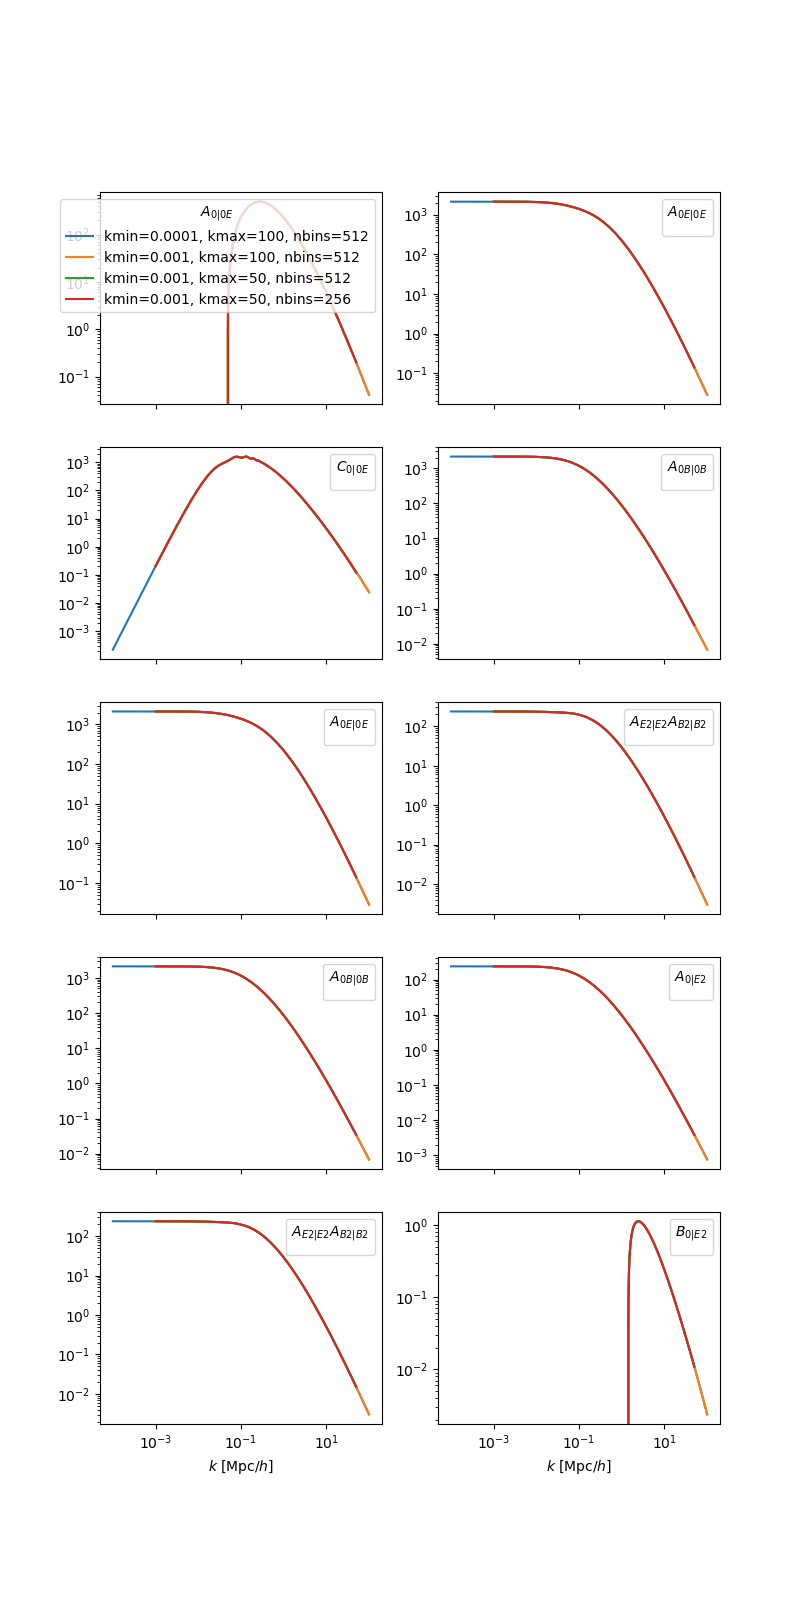 A_{0|0E}
kmin=0.0001, kmax=100, nbins=512
kmin=0.001, kmax=100, nbins=512
kmin=0.001, kmax=50, nbins=512
kmin=0.001, kmax=50, nbins=256
10^2
10^1
10^0
10^{-1}
A_{0E|0E}
10^3
10^2
10^1
10^0
10^{-1}
C_{0|0E}
10^3
10^2
10^1
10^0
10^{-1}
10^{-2}
10^{-3}
A_{0B|0B}
10^3
10^2
10^1
10^0
10^{-1}
10^{-2}
A_{0E|0E}
10^3
10^2
10^1
10^0
10^{-1}
A_{E2|E2}A_{B2|B2}
10^2
10^1
10^0
10^{-1}
10^{-2}
A_{0B|0B}
10^3
10^2
10^1
10^0
10^{-1}
10^{-2}
A_{0|E2}
10^2
10^1
10^0
10^{-1}
10^{-2}
10^{-3}
A_{E2|E2}A_{B2|B2}
10^2
10^1
10^0
10^{-1}
10^{-2}
10^{-3} 10^{-1} 10^1
k [Mpc/h]
B_{0|E2}
10^0
10^{-1}
10^{-2}
10^{-3} 10^{-1} 10^1
k [Mpc/h]